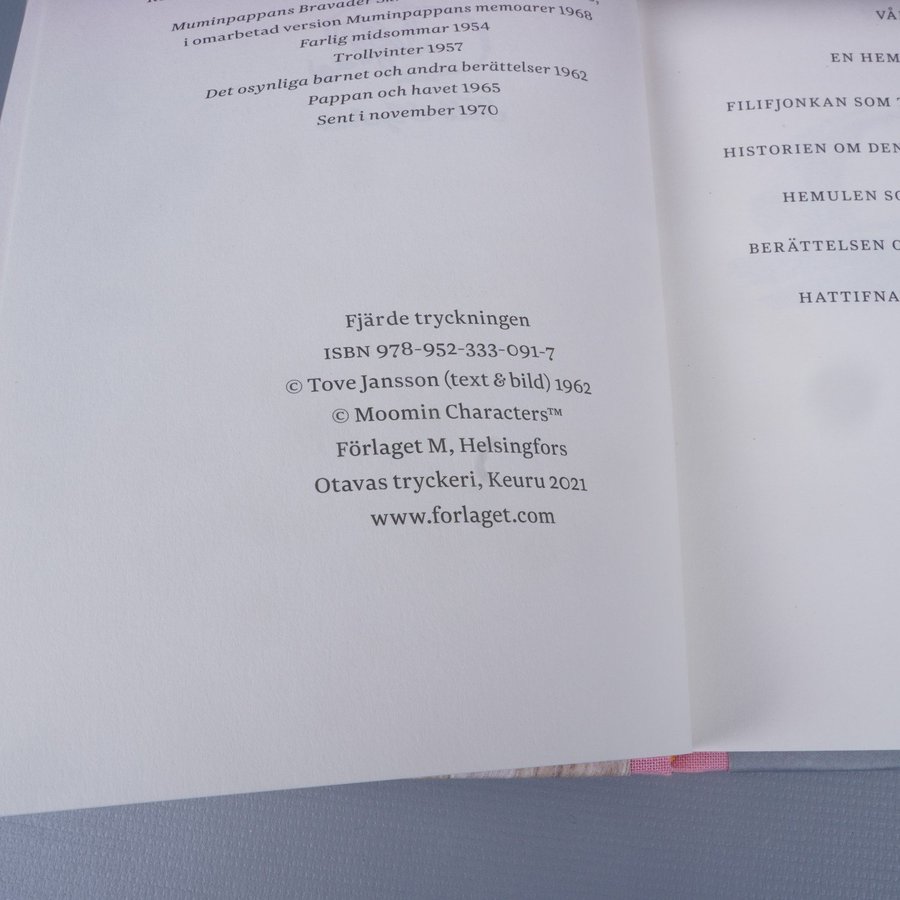 Muminpappans Bravader
i omarbetad version Muminpappans memoarer 1968
Farlig midsommar 1954
Trollvinter 1957
Det osynliga barnet och andra berättelser 1962
Pappan och havet 1965
Sent i november 1970
Fjärde tryckningen
ISBN 978-952-333-091-7
© Tove Jansson (text & bild) 1962
© Moomin Characters™
Förlaget M, Helsingfors
Otavas tryckeri, Keuru 2021
www.forlaget.com
VÅ
EN HEM
FILIFJONKAN SOM
HISTORIEN OM DEN
HEMULEN SO
BERÄTTELSEN O
HATTIFNA